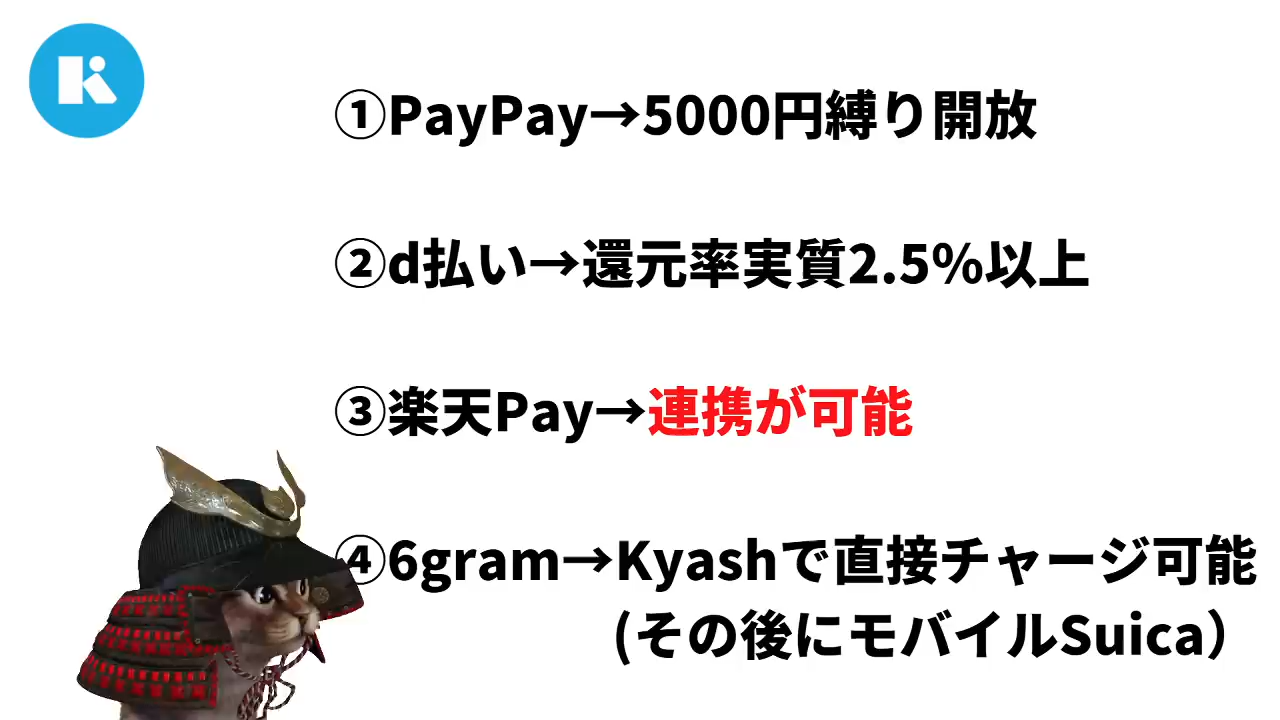 ①PayPay→5000円縛り開放
②d払い→還元率実質2.5%以上
③楽天Pay→連携が可能
④6gram→Kyashで直接チャージ可能
(その後にモバイルSuica）